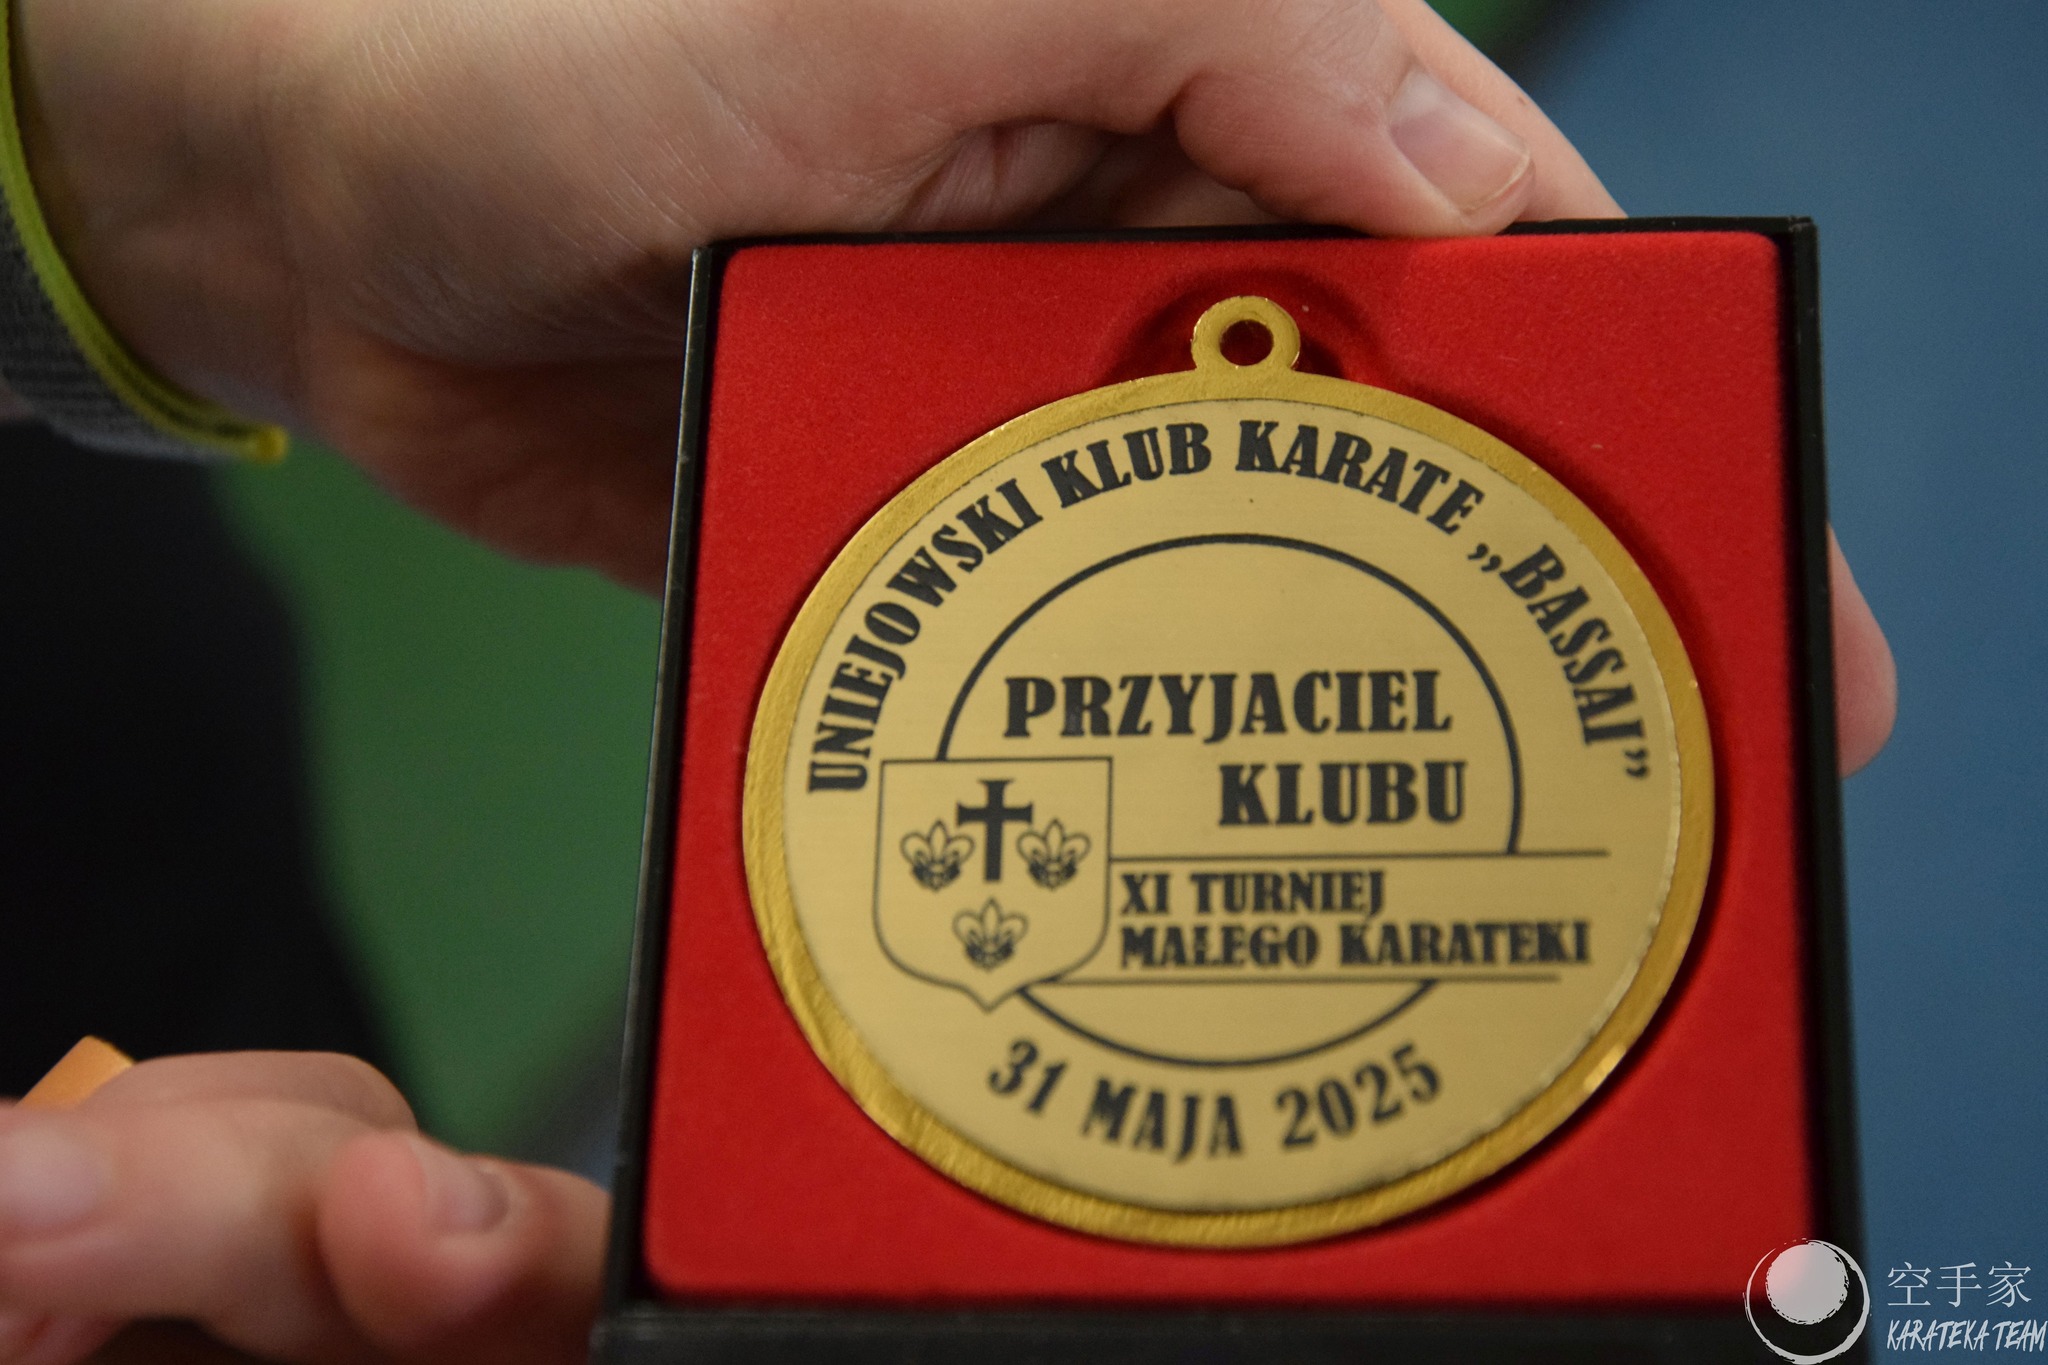 UNIEJOWSKI KLUB KARATE „BASSAI”
PRZYJACIEL
KLUBU
XI TURNIEJ
MAŁEGO KARATEKI
31 MAJA 2025
空手家
KARATEKA TEAM